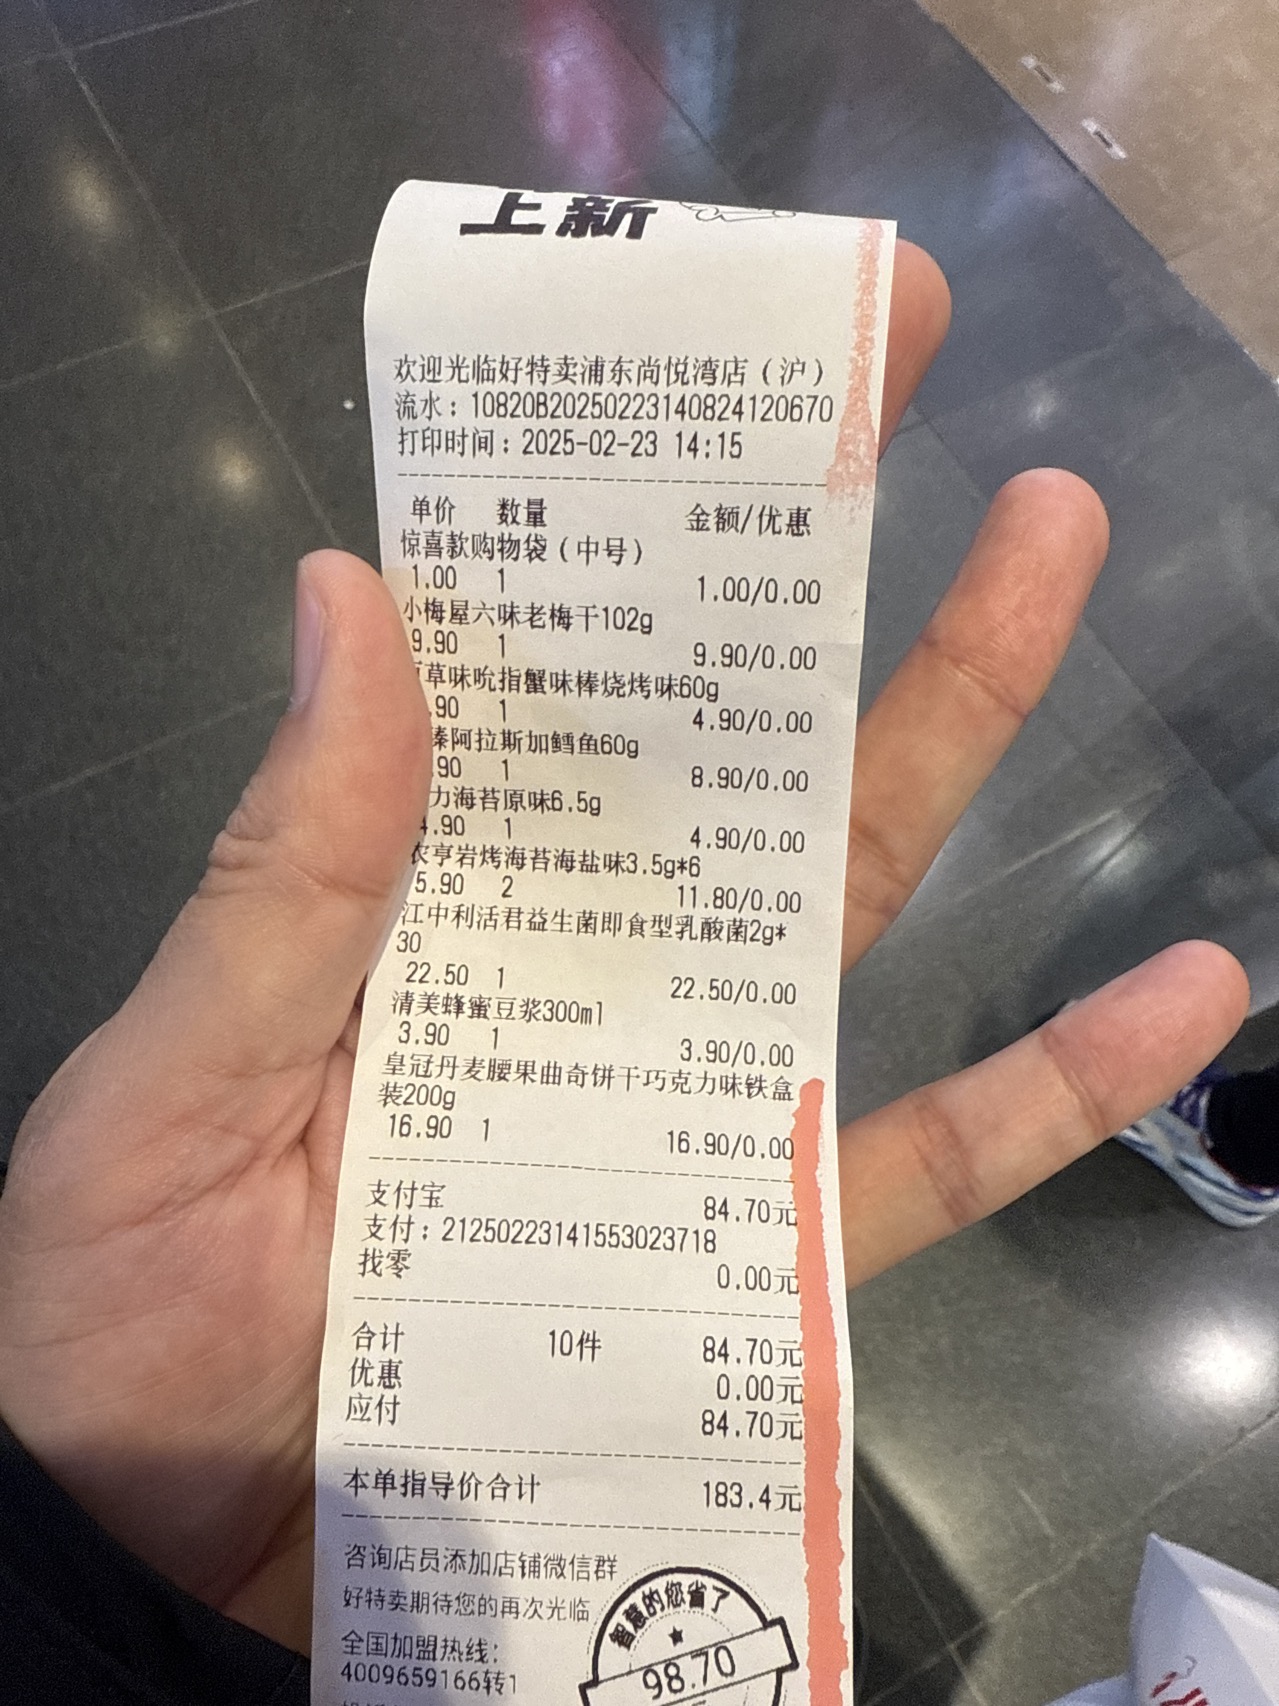 上新
欢迎光临好特卖浦东尚悦湾店（沪）
流水：10820B20250223140824120670
打印时间：2025-02-23 14:15
单价 数量 金额/优惠
惊喜款购物袋（中号）
1.00 1 1.00/0.00
小梅屋六味老梅干102g
9.90 1 9.90/0.00
草味吮指蟹味棒烧烤味60g
.90 1 4.90/0.00
臻阿拉斯加鳕鱼60g
.90 1 8.90/0.00
力海苔原味6.5g
4.90 1 4.90/0.00
农亨岩烤海苔海盐味3.5g*6
5.90 2 11.80/0.00
江中利活君益生菌即食型乳酸菌2g*
30
22.50 1 22.50/0.00
清美蜂蜜豆浆300ml
3.90 1 3.90/0.00
皇冠丹麦腰果曲奇饼干巧克力味铁盒
装200g
16.90 1 16.90/0.00
支付宝 84.70元
支付：21250223141553023718
找零 0.00元
合计 10件 84.70元
优惠 0.00元
应付 84.70元
本单指导价合计 183.4元
咨询店员添加店铺微信群
好特卖期待您的再次光临
全国加盟热线：
4009659166转1
智慧的您省了
98.70